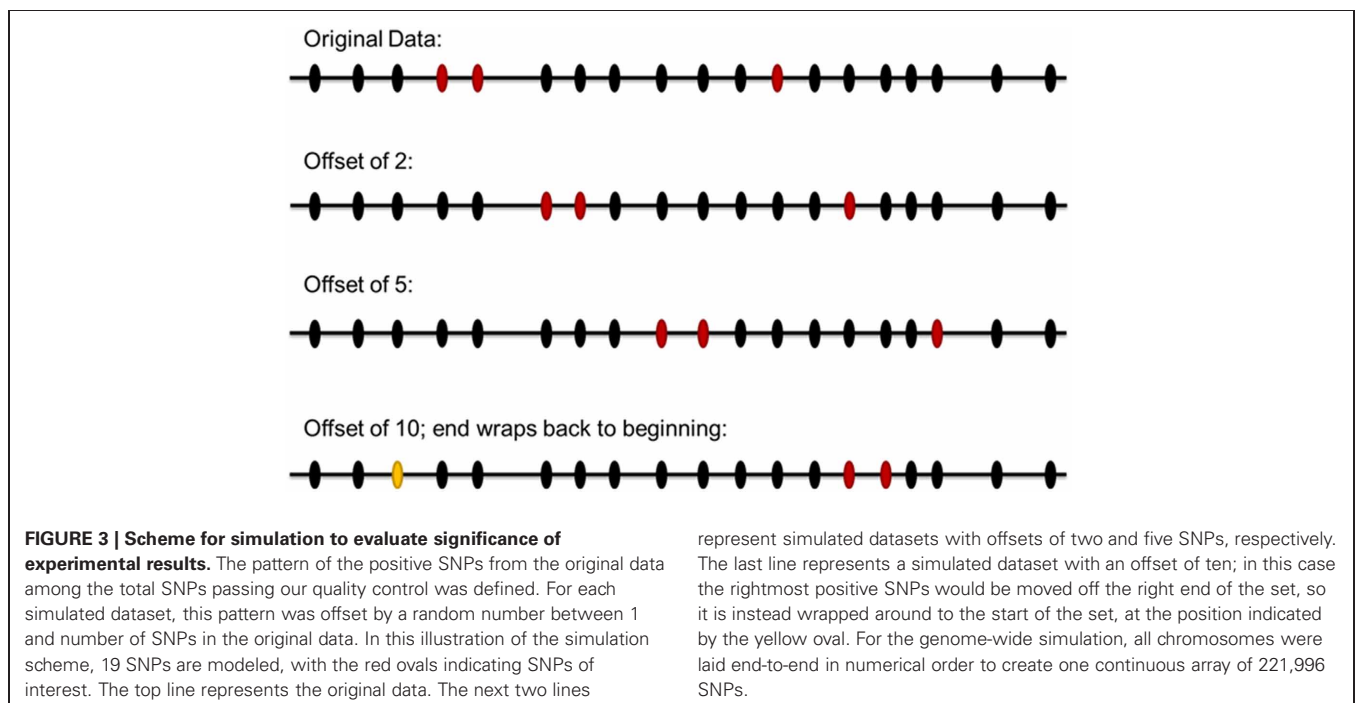 Original Data:
Offset of 2:
Offset of 5:
Offset of 10; end wraps back to beginning:
FIGURE 3 | Scheme for simulation to evaluate significance of
experimental results. The pattern of the positive SNPs from the original data
among the total SNPs passing our quality control was defined. For each
simulated dataset, this pattern was offset by a random number between 1
and number of SNPs in the original data. In this illustration of the simulation
scheme, 19 SNPs are modeled, with the red ovals indicating SNPs of
interest. The top line represents the original data. The next two lines
represent simulated datasets with offsets of two and five SNPs, respectively.
The last line represents a simulated dataset with an offset of ten; in this case
the rightmost positive SNPs would be moved off the right end of the set, so
it is instead wrapped around to the start of the set, at the position indicated
by the yellow oval. For the genome-wide simulation, all chromosomes were
laid end-to-end in numerical order to create one continuous array of 221,996
SNPs.